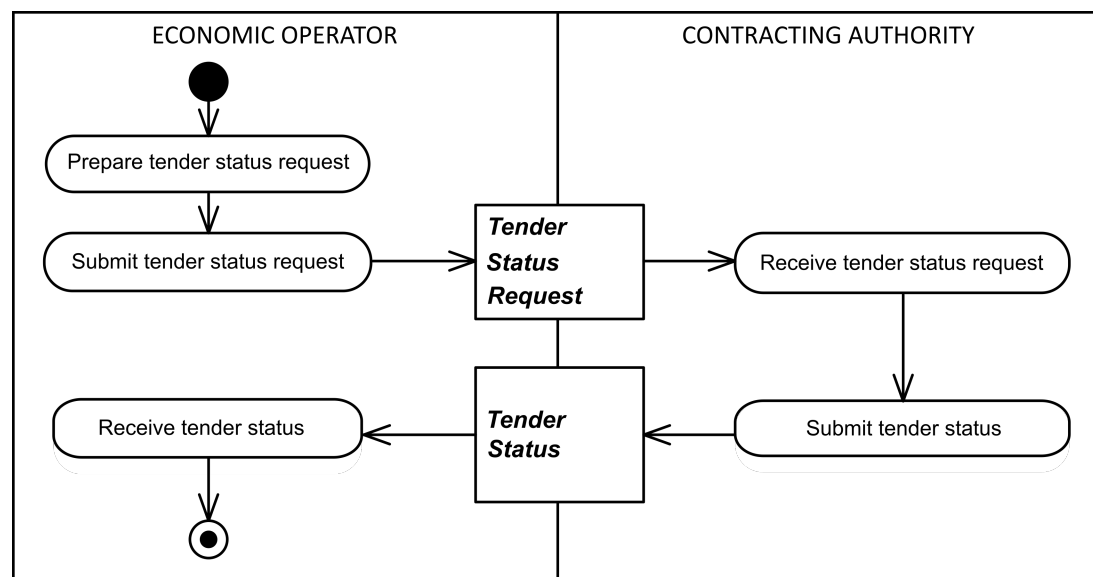 ECONOMIC OPERATOR
CONTRACTING AUTHORITY
Prepare tender status request
Submit tender status request
Tender
Status
Request
Receive tender status request
Receive tender status
Tender
Status
Submit tender status